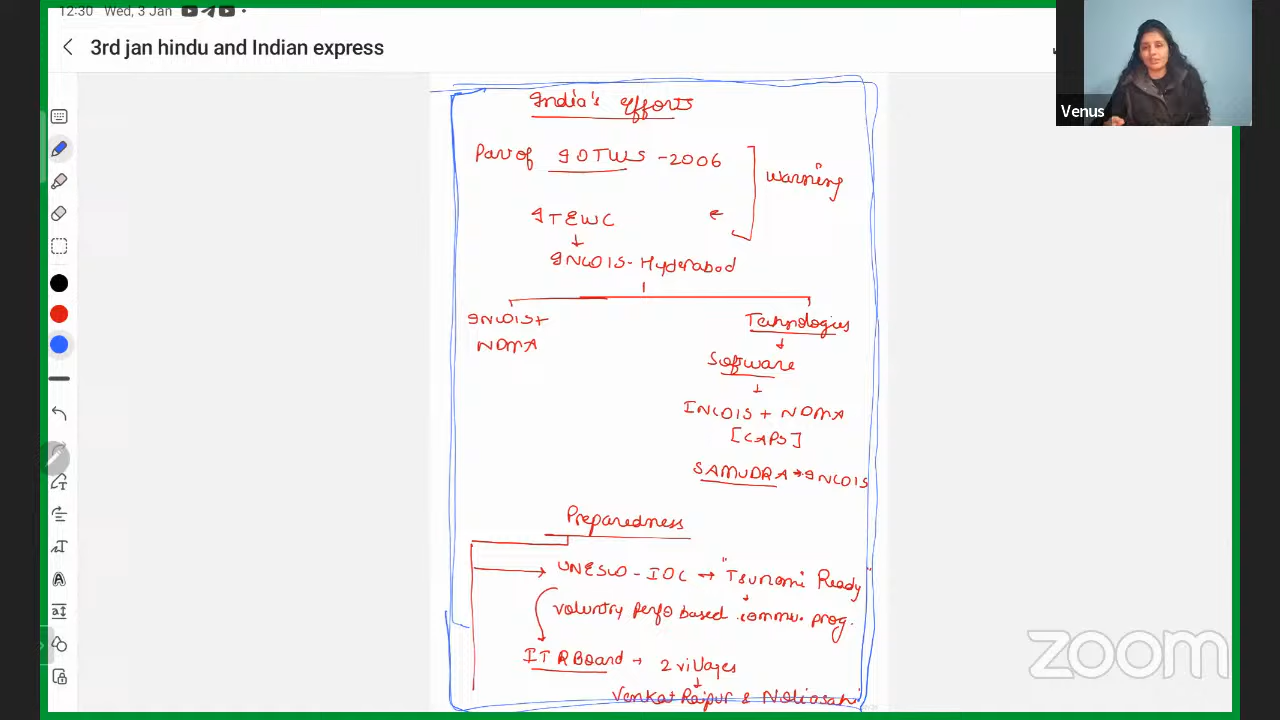 12:30 Wed, 3 Jan
3rd jan hindu and Indian express
Venus
India's efforts
Part of IOTWS -2006
Warning
ITEWC
INCOIS- Hyderabad
INCOIS+
NDMA
Technologies
Software
INCOIS + NDMA
[CAPS]
SAMUDRA → INCOIS
Preparedness
UNESCO - IOC → "Tsunami Ready"
voluntry perfo based commu. prog.
ITR Board → 2 villages
Venkat Raipur & Noliasahi
zoom